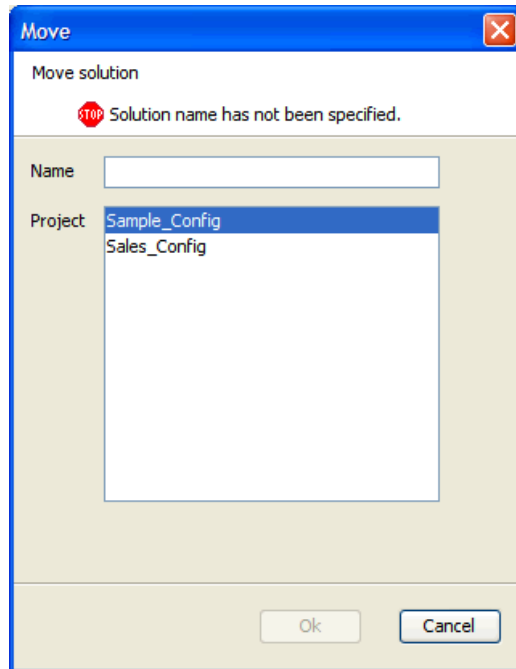 Move
Move solution
STOP Solution name has not been specified.
Name
Project Sample_Config
Sales_Config
Ok Cancel